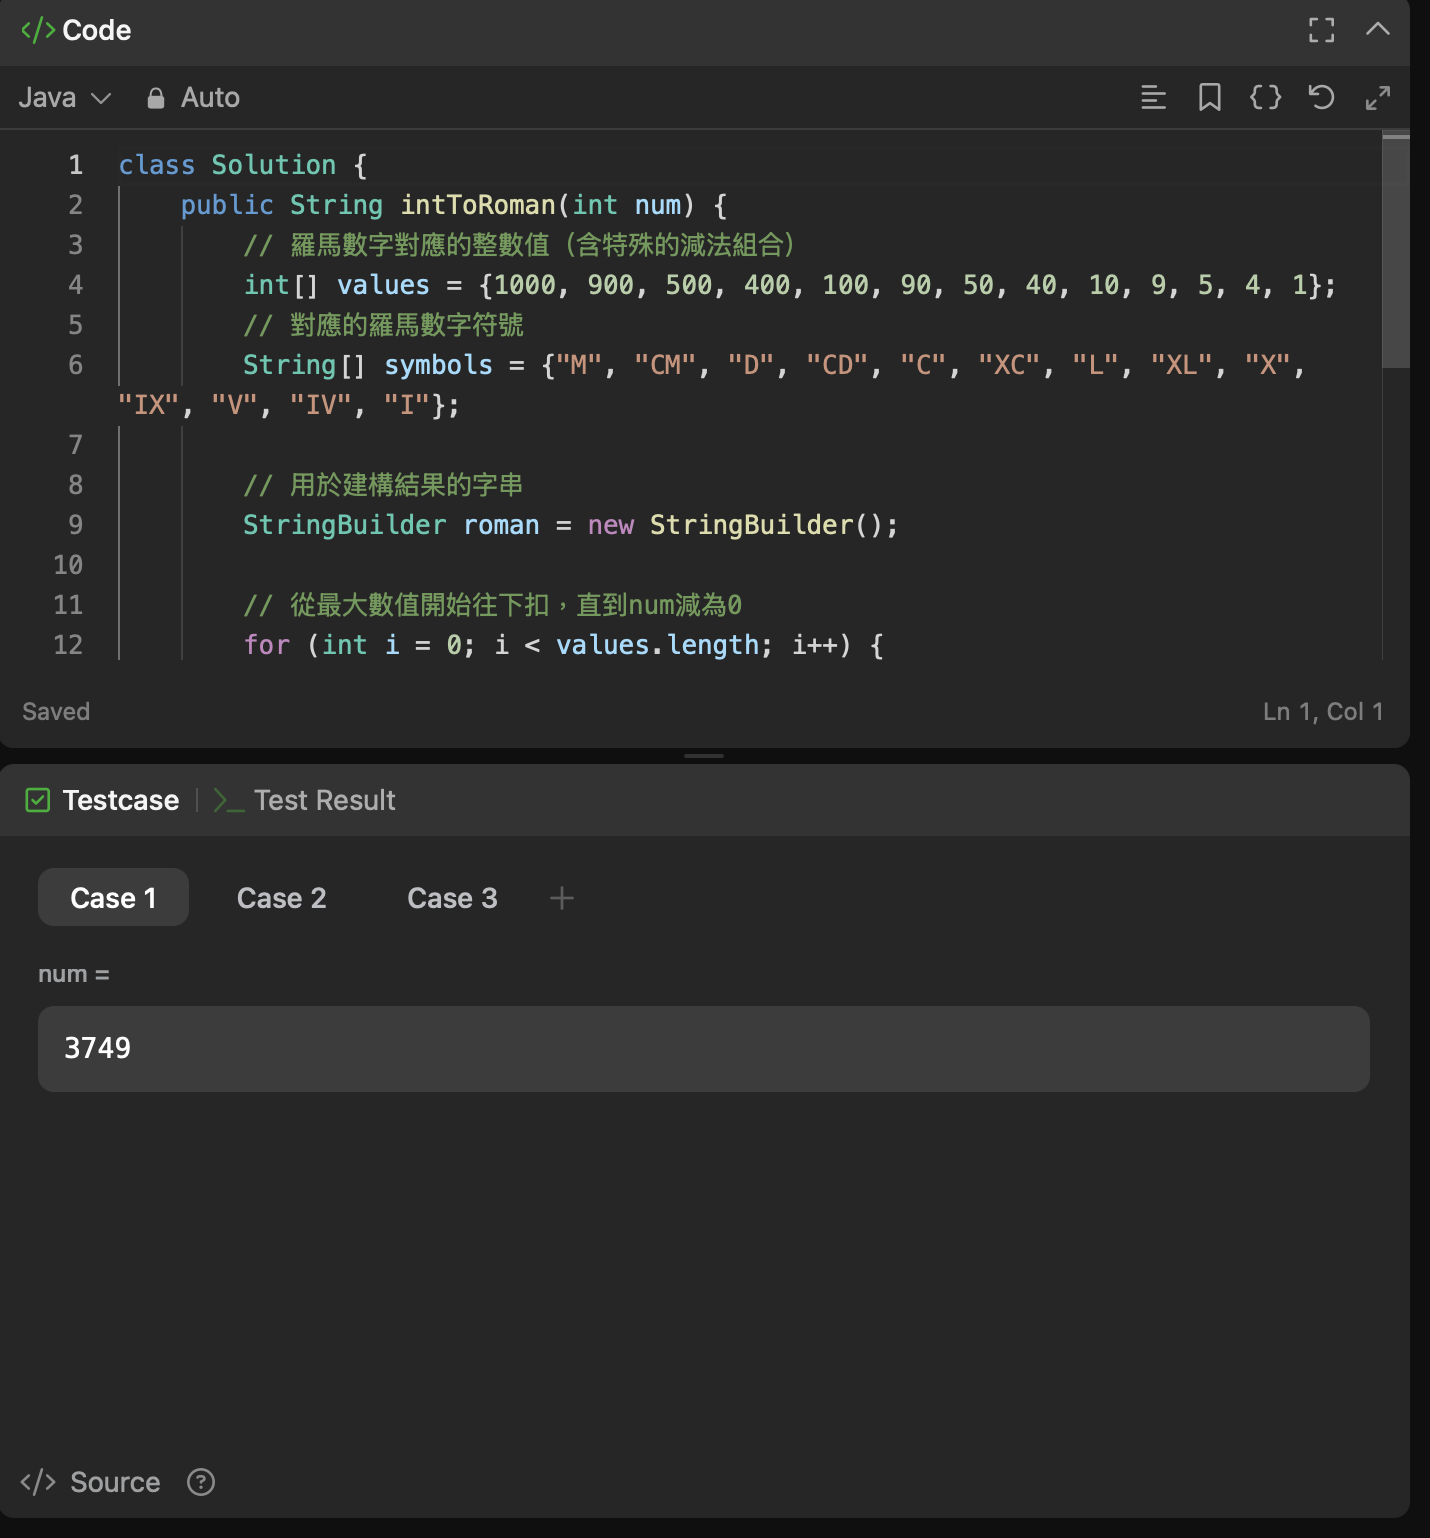 Code
Java Auto
1 class Solution {
2 public String intToRoman(int num) {
3 // 羅馬數字對應的整數值（含特殊的減法組合）
4 int[] values = {1000, 900, 500, 400, 100, 90, 50, 40, 10, 9, 5, 4, 1};
5 // 對應的羅馬數字符號
6 String[] symbols = {"M", "CM", "D", "CD", "C", "XC", "L", "XL", "X",
"IX", "V", "IV", "I"};
7
8 // 用於建構結果的字串
9 StringBuilder roman = new StringBuilder();
10
11 // 從最大數值開始往下扣，直到num減為0
12 for (int i = 0; i < values.length; i++) {
Saved Ln 1, Col 1
Testcase Test Result
Case 1 Case 2 Case 3
num =
3749
Source